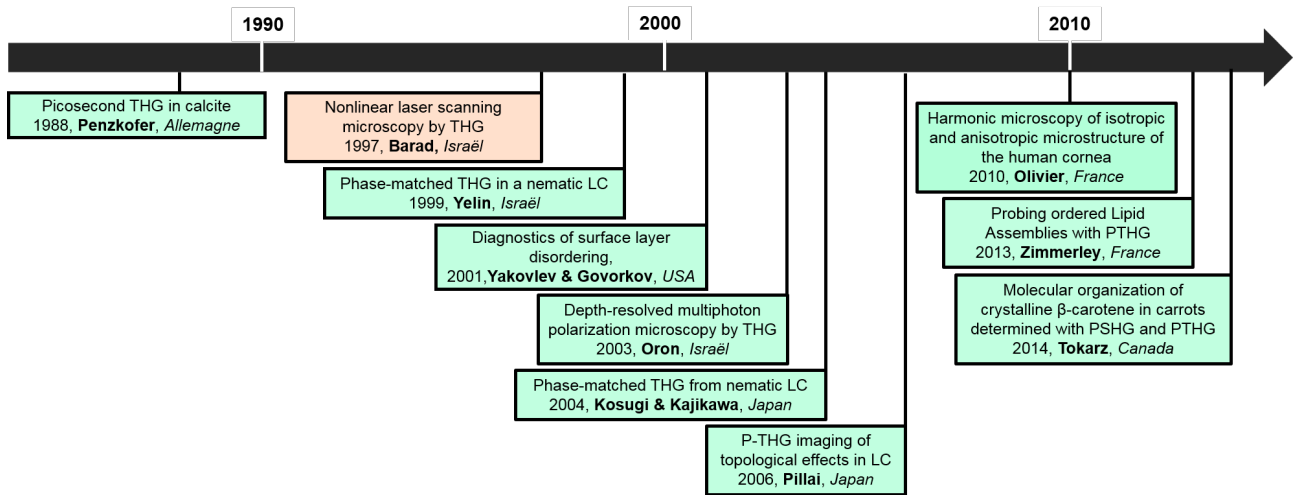 1990
2000
2010
Picosecond THG in calcite
1988, Penzkofer, Allemagne
Nonlinear laser scanning
microscopy by THG
1997, Barad, Israël
Phase-matched THG in a nematic LC
1999, Yelin, Israël
Diagnostics of surface layer
disordering,
2001,Yakovlev & Govorkov, USA
Depth-resolved multiphoton
polarization microscopy by THG
2003, Oron, Israël
Phase-matched THG from nematic LC
2004, Kosugi & Kajikawa, Japan
P-THG imaging of
topological effects in LC
2006, Pillai, Japan
Harmonic microscopy of isotropic
and anisotropic microstructure of
the human cornea
2010, Olivier, France
Probing ordered Lipid
Assemblies with PTHG
2013, Zimmerley, France
Molecular organization of
crystalline β-carotene in carrots
determined with PSHG and PTHG
2014, Tokarz, Canada